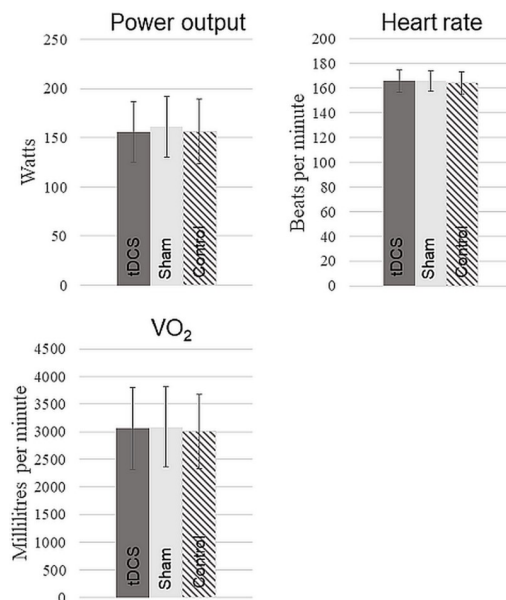 Power output
250
200
150
100
50
0
Watts
tDCS
Sham
Control
Heart rate
200
180
160
140
120
100
80
60
40
20
0
Beats per minute
tDCS
Sham
Control
VO₂
4500
4000
3500
3000
2500
2000
1500
1000
500
0
Millilitres per minute
tDCS
Sham
Control